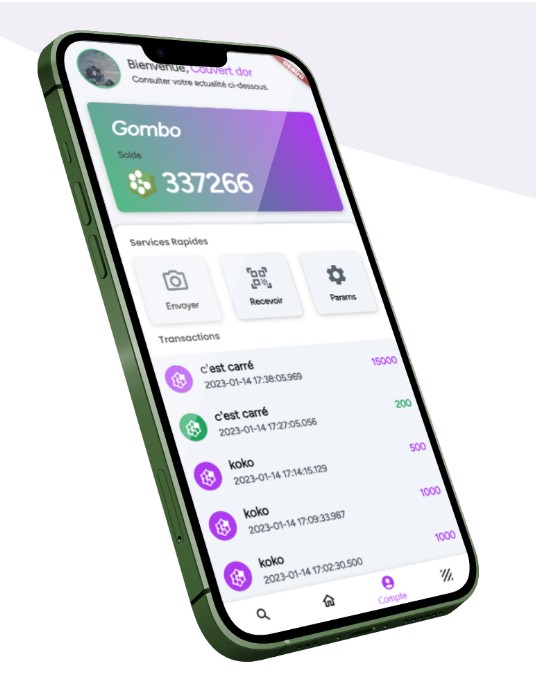 Bienvenue, Couvert dor
Consulter votre actualité ci-dessous.
Gombo
Solde
337266
Services Rapides
Envoyer
Recevoir
Params
Transactions
c'est carré
15000
2023-01-14 17:38:05.969
c'est carré
200
2023-01-14 17:27:05.056
koko
500
2023-01-14 17:14:15.129
koko
1000
2023-01-14 17:09:33.987
koko
1000
2023-01-14 17:02:30.500
Compte